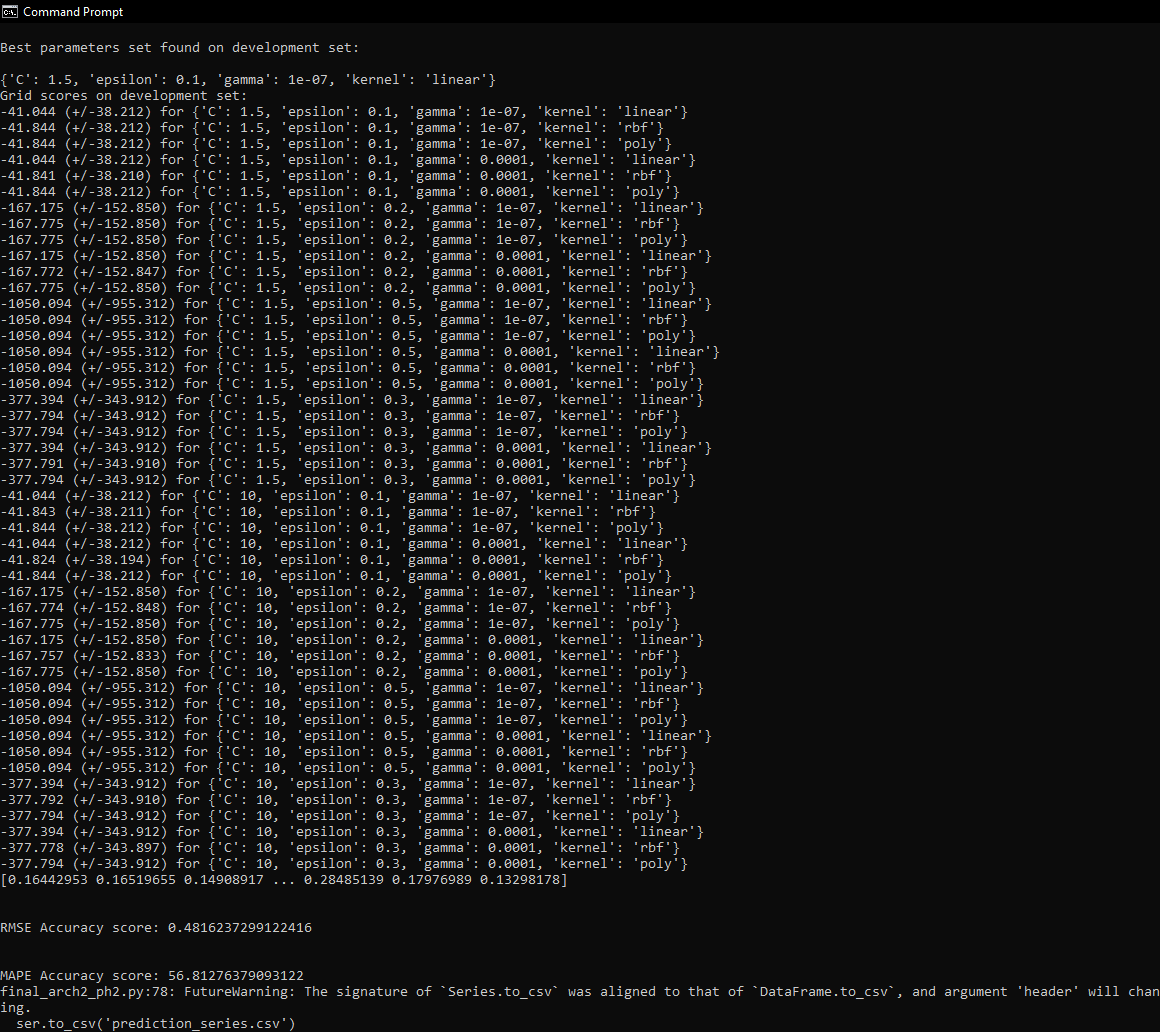 Command Prompt
Best parameters set found on development set:
{'C': 1.5, 'epsilon': 0.1, 'gamma': 1e-07, 'kernel': 'linear'}
Grid scores on development set:
-41.044 (+/-38.212) for {'C': 1.5, 'epsilon': 0.1, 'gamma': 1e-07, 'kernel': 'linear'}
-41.844 (+/-38.212) for {'C': 1.5, 'epsilon': 0.1, 'gamma': 1e-07, 'kernel': 'rbf'}
-41.844 (+/-38.212) for {'C': 1.5, 'epsilon': 0.1, 'gamma': 1e-07, 'kernel': 'poly'}
-41.044 (+/-38.212) for {'C': 1.5, 'epsilon': 0.1, 'gamma': 0.0001, 'kernel': 'linear'}
-41.841 (+/-38.210) for {'C': 1.5, 'epsilon': 0.1, 'gamma': 0.0001, 'kernel': 'rbf'}
-41.844 (+/-38.212) for {'C': 1.5, 'epsilon': 0.1, 'gamma': 0.0001, 'kernel': 'poly'}
-167.175 (+/-152.850) for {'C': 1.5, 'epsilon': 0.2, 'gamma': 1e-07, 'kernel': 'linear'}
-167.775 (+/-152.850) for {'C': 1.5, 'epsilon': 0.2, 'gamma': 1e-07, 'kernel': 'rbf'}
-167.775 (+/-152.850) for {'C': 1.5, 'epsilon': 0.2, 'gamma': 1e-07, 'kernel': 'poly'}
-167.175 (+/-152.850) for {'C': 1.5, 'epsilon': 0.2, 'gamma': 0.0001, 'kernel': 'linear'}
-167.772 (+/-152.847) for {'C': 1.5, 'epsilon': 0.2, 'gamma': 0.0001, 'kernel': 'rbf'}
-167.775 (+/-152.850) for {'C': 1.5, 'epsilon': 0.2, 'gamma': 0.0001, 'kernel': 'poly'}
-1050.094 (+/-955.312) for {'C': 1.5, 'epsilon': 0.5, 'gamma': 1e-07, 'kernel': 'linear'}
-1050.094 (+/-955.312) for {'C': 1.5, 'epsilon': 0.5, 'gamma': 1e-07, 'kernel': 'rbf'}
-1050.094 (+/-955.312) for {'C': 1.5, 'epsilon': 0.5, 'gamma': 1e-07, 'kernel': 'poly'}
-1050.094 (+/-955.312) for {'C': 1.5, 'epsilon': 0.5, 'gamma': 0.0001, 'kernel': 'linear'}
-1050.094 (+/-955.312) for {'C': 1.5, 'epsilon': 0.5, 'gamma': 0.0001, 'kernel': 'rbf'}
-1050.094 (+/-955.312) for {'C': 1.5, 'epsilon': 0.5, 'gamma': 0.0001, 'kernel': 'poly'}
-377.394 (+/-343.912) for {'C': 1.5, 'epsilon': 0.3, 'gamma': 1e-07, 'kernel': 'linear'}
-377.794 (+/-343.912) for {'C': 1.5, 'epsilon': 0.3, 'gamma': 1e-07, 'kernel': 'rbf'}
-377.794 (+/-343.912) for {'C': 1.5, 'epsilon': 0.3, 'gamma': 1e-07, 'kernel': 'poly'}
-377.394 (+/-343.912) for {'C': 1.5, 'epsilon': 0.3, 'gamma': 0.0001, 'kernel': 'linear'}
-377.791 (+/-343.910) for {'C': 1.5, 'epsilon': 0.3, 'gamma': 0.0001, 'kernel': 'rbf'}
-377.794 (+/-343.912) for {'C': 1.5, 'epsilon': 0.3, 'gamma': 0.0001, 'kernel': 'poly'}
-41.044 (+/-38.212) for {'C': 10, 'epsilon': 0.1, 'gamma': 1e-07, 'kernel': 'linear'}
-41.843 (+/-38.211) for {'C': 10, 'epsilon': 0.1, 'gamma': 1e-07, 'kernel': 'rbf'}
-41.844 (+/-38.212) for {'C': 10, 'epsilon': 0.1, 'gamma': 1e-07, 'kernel': 'poly'}
-41.044 (+/-38.212) for {'C': 10, 'epsilon': 0.1, 'gamma': 0.0001, 'kernel': 'linear'}
-41.824 (+/-38.194) for {'C': 10, 'epsilon': 0.1, 'gamma': 0.0001, 'kernel': 'rbf'}
-41.844 (+/-38.212) for {'C': 10, 'epsilon': 0.1, 'gamma': 0.0001, 'kernel': 'poly'}
-167.175 (+/-152.850) for {'C': 10, 'epsilon': 0.2, 'gamma': 1e-07, 'kernel': 'linear'}
-167.774 (+/-152.848) for {'C': 10, 'epsilon': 0.2, 'gamma': 1e-07, 'kernel': 'rbf'}
-167.775 (+/-152.850) for {'C': 10, 'epsilon': 0.2, 'gamma': 1e-07, 'kernel': 'poly'}
-167.175 (+/-152.850) for {'C': 10, 'epsilon': 0.2, 'gamma': 0.0001, 'kernel': 'linear'}
-167.757 (+/-152.833) for {'C': 10, 'epsilon': 0.2, 'gamma': 0.0001, 'kernel': 'rbf'}
-167.775 (+/-152.850) for {'C': 10, 'epsilon': 0.2, 'gamma': 0.0001, 'kernel': 'poly'}
-1050.094 (+/-955.312) for {'C': 10, 'epsilon': 0.5, 'gamma': 1e-07, 'kernel': 'linear'}
-1050.094 (+/-955.312) for {'C': 10, 'epsilon': 0.5, 'gamma': 1e-07, 'kernel': 'rbf'}
-1050.094 (+/-955.312) for {'C': 10, 'epsilon': 0.5, 'gamma': 1e-07, 'kernel': 'poly'}
-1050.094 (+/-955.312) for {'C': 10, 'epsilon': 0.5, 'gamma': 0.0001, 'kernel': 'linear'}
-1050.094 (+/-955.312) for {'C': 10, 'epsilon': 0.5, 'gamma': 0.0001, 'kernel': 'rbf'}
-1050.094 (+/-955.312) for {'C': 10, 'epsilon': 0.5, 'gamma': 0.0001, 'kernel': 'poly'}
-377.394 (+/-343.912) for {'C': 10, 'epsilon': 0.3, 'gamma': 1e-07, 'kernel': 'linear'}
-377.792 (+/-343.910) for {'C': 10, 'epsilon': 0.3, 'gamma': 1e-07, 'kernel': 'rbf'}
-377.794 (+/-343.912) for {'C': 10, 'epsilon': 0.3, 'gamma': 1e-07, 'kernel': 'poly'}
-377.394 (+/-343.912) for {'C': 10, 'epsilon': 0.3, 'gamma': 0.0001, 'kernel': 'linear'}
-377.778 (+/-343.897) for {'C': 10, 'epsilon': 0.3, 'gamma': 0.0001, 'kernel': 'rbf'}
-377.794 (+/-343.912) for {'C': 10, 'epsilon': 0.3, 'gamma': 0.0001, 'kernel': 'poly'}
[0.16442953 0.16519655 0.14908917 ... 0.28485139 0.17976989 0.13298178]
RMSE Accuracy score: 0.4816237299122416
MAPE Accuracy score: 56.81276379093122
final_arch2_ph2.py:78: FutureWarning: The signature of `Series.to_csv` was aligned to that of `DataFrame.to_csv`, and argument 'header' will chan
ing.
ser.to_csv('prediction_series.csv')